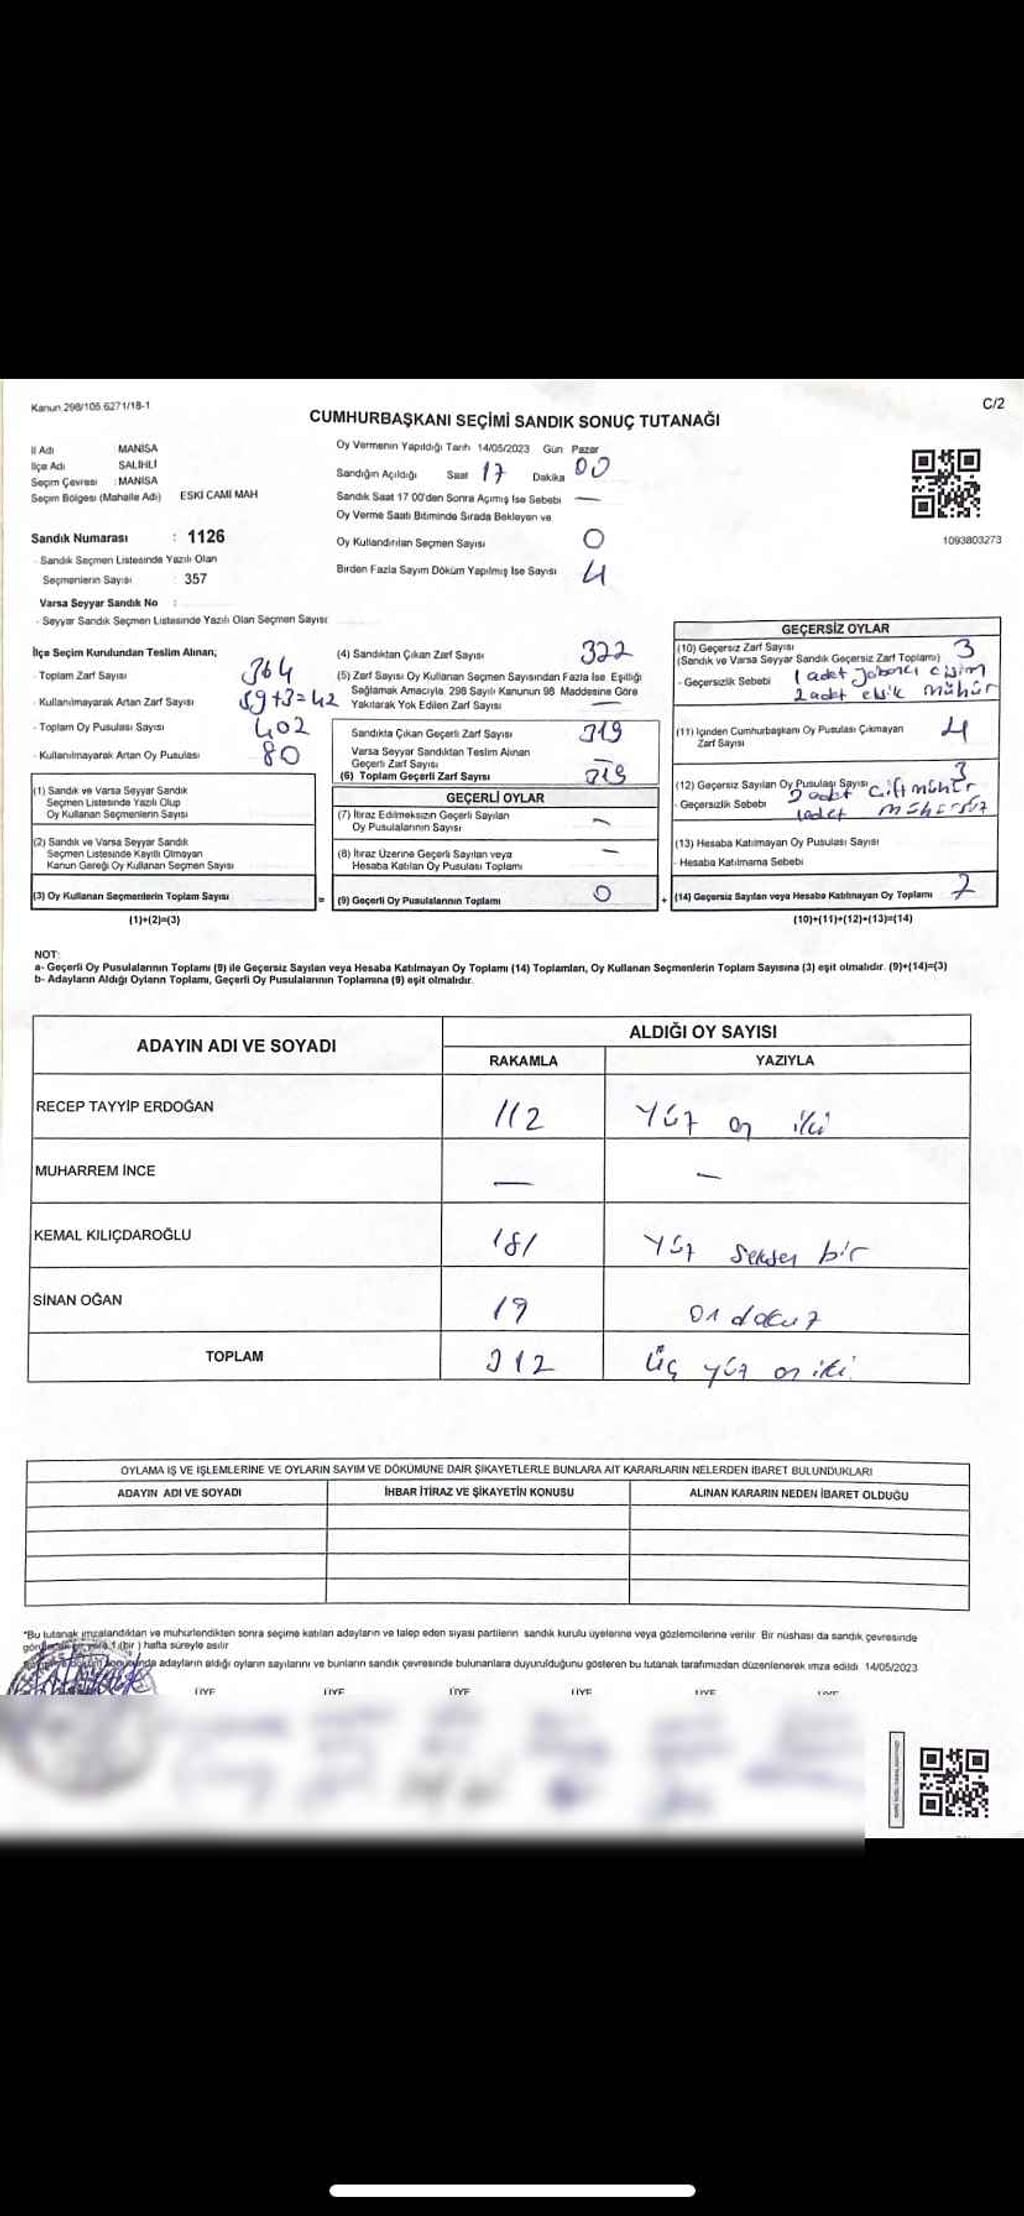 Kanun 298/105 6271/18-1
C/2
CUMHURBAŞKANI SEÇİMİ SANDIK SONUÇ TUTANAĞI
İl Adı MANİSA
İlçe Adı SALİHLİ
Seçim Çevresi : MANİSA
Seçim Bölgesi (Mahalle Adı) ESKİ CAMİ MAH
Sandık Numarası : 1126
- Sandık Seçmen Listesinde Yazılı Olan
Seçmenlerin Sayısı : 357
Varsa Seyyar Sandık No :
- Seyyar Sandık Seçmen Listesinde Yazılı Olan Seçmen Sayısı
Oy Vermenin Yapıldığı Tarih 14/05/2023 Gün Pazar
Sandığın Açıldığı Saat 17 Dakika 00
Sandık Saat 17 00'den Sonra Açımış İse Sebebi —
Oy Verme Saati Bitiminde Sırada Bekleyen ve
Oy Kullandırılan Seçmen Sayısı 0
Birden Fazla Sayım Döküm Yapılmış İse Sayısı 4
1093803273
İlçe Seçim Kurulundan Teslim Alınan;
- Toplam Zarf Sayısı 364
- Kullanılmayarak Artan Zarf Sayısı +3=42
- Toplam Oy Pusulası Sayısı 402
- Kullanılmayarak Artan Oy Pusulası 80
(1) Sandık ve Varsa Seyyar Sandık
Seçmen Listesinde Yazılı Olup
Oy Kullanan Seçmenlerin Sayısı
(2) Sandık ve Varsa Seyyar Sandık
Seçmen Listesinde Kayıtlı Olmayan
Kanun Gereği Oy Kullanan Seçmen Sayısı
(3) Oy Kullanan Seçmenlerin Toplam Sayısı =
(1)+(2)=(3)
(4) Sandıktan Çıkan Zarf Sayısı 322
(5) Zarf Sayısı Oy Kullanan Seçmen Sayısından Fazla İse Eşitliği
Sağlamak Amacıyla, 298 Sayılı Kanunun 98 Maddesine Göre
Yakılarak Yok Edilen Zarf Sayısı —
Sandıkta Çıkan Geçerli Zarf Sayısı 319
Varsa Seyyar Sandıktan Teslim Alınan
Geçerli Zarf Sayısı —
(6) Toplam Geçerli Zarf Sayısı 319
GEÇERLİ OYLAR
(7) İtiraz Edilmeksizin Geçerli Sayılan
Oy Pusulalarının Sayısı —
(8) İtiraz Üzerine Geçerli Sayılan veya
Hesaba Katılan Oy Pusulası Toplamı —
(9) Geçerli Oy Pusulalarının Toplamı 0 +
GEÇERSİZ OYLAR
(10) Geçersiz Zarf Sayısı 3
(Sandık ve Varsa Seyyar Sandık Geçersiz Zarf Toplamı)
- Geçersizlik Sebebi 1 adet yabancı cisim
2 adet eksik mühür
(11) İçinden Cumhurbaşkanı Oy Pusulası Çıkmayan
Zarf Sayısı 4
(12) Geçersiz Sayılan Oy Pusulası Sayısı 3
- Geçersizlik Sebebi 2 adet Çift mühür
1 adet mühürsüz
(13) Hesaba Katılmayan Oy Pusulası Sayısı
- Hesaba Katılmama Sebebi
(14) Geçersiz Sayılan veya Hesaba Katılmayan Oy Toplamı 7
(10)+(11)+(12)+(13)=(14)
NOT:
a- Geçerli Oy Pusulalarının Toplamı (9) ile Geçersiz Sayılan veya Hesaba Katılmayan Oy Toplamı (14) Toplamları, Oy Kullanan Seçmenlerin Toplam Sayısına (3) eşit olmalıdır. (9)+(14)=(3)
b- Adayların Aldığı Oyların Toplamı, Geçerli Oy Pusulalarının Toplamına (9) eşit olmalıdır.
ADAYIN ADI VE SOYADI
ALDIĞI OY SAYISI
RAKAMLA YAZIYLA
RECEP TAYYİP ERDOĞAN 112 Yüz on iki
MUHARREM İNCE — —
KEMAL KILIÇDAROĞLU 181 Yüz seksen bir
SİNAN OĞAN 19 on dokuz
TOPLAM 312 Üç yüz on iki
OYLAMA İŞ VE İŞLEMLERİNE VE OYLARIN SAYIM VE DÖKÜMÜNE DAİR ŞİKAYETLERLE BUNLARA AİT KARARLARIN NELERDEN İBARET BULUNDUKLARI
ADAYIN ADI VE SOYADI İHBAR İTİRAZ VE ŞİKAYETİN KONUSU ALINAN KARARIN NEDEN İBARET OLDUĞU
*Bu tutanak imzalandıktan ve mühürlendikten sonra seçime katılan adayların ve talep eden siyasi partilerin sandık kurulu üyelerine veya gözlemcilerine verilir. Bir nüshası da sandık çevresinde
1 (bir) hafta süreyle asılır
adayların aldığı oyların sayılarını ve bunların sandık çevresinde bulunanlara duyurulduğunu gösteren bu tutanak tarafımızdan düzenlenerek imza edildi 14/05/2023
ÜYE ÜYE ÜYE ÜYE ÜYE ÜYE